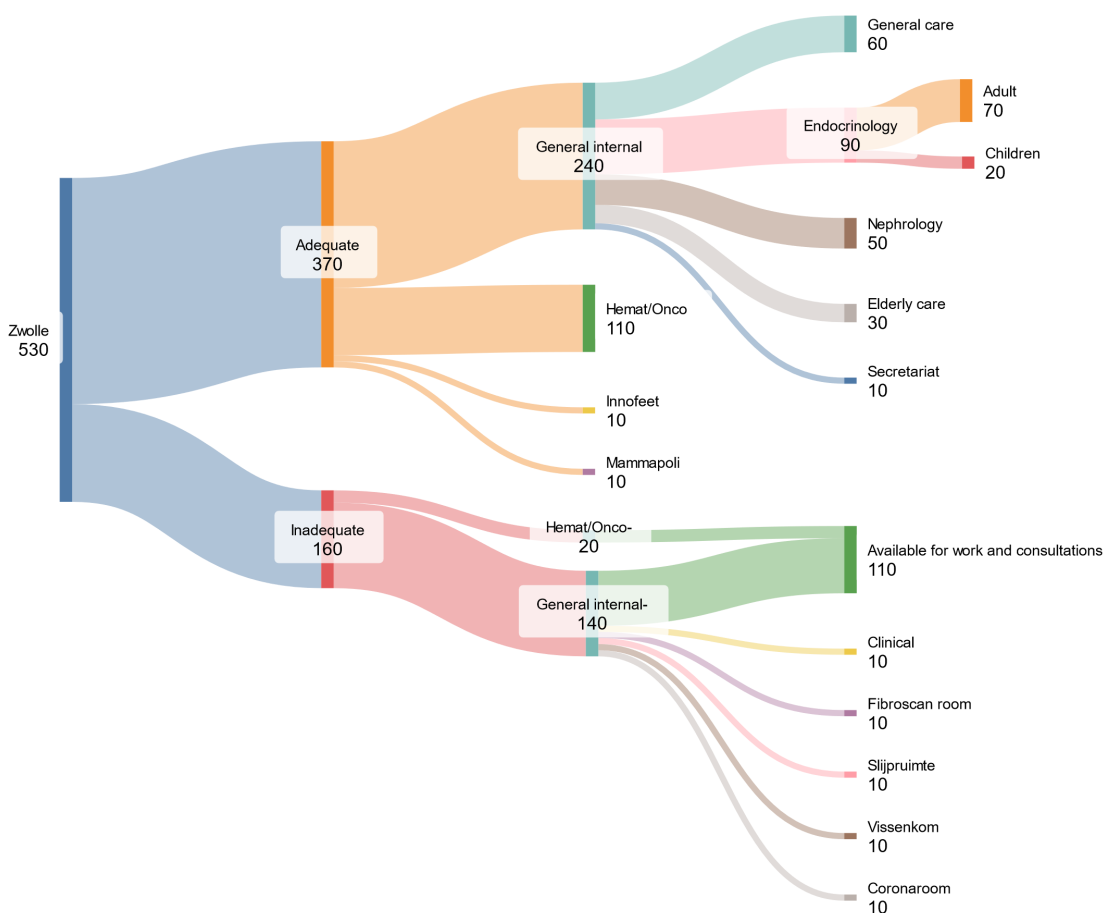 General care
60
Adult
70
Endocrinology
90
General internal
240
Children
20
Nephrology
50
Adequate
370
Elderly care
30
Hemat/Onco
110
Zwolle
530
Secretariat
10
Innofeet
10
Mammapoli
10
Inadequate
160
Hemat/Onco-
20
Available for work and consultations
110
General internal-
140
Clinical
10
Fibroscan room
10
Slijpruimte
10
Vissenkom
10
Coronaroom
10